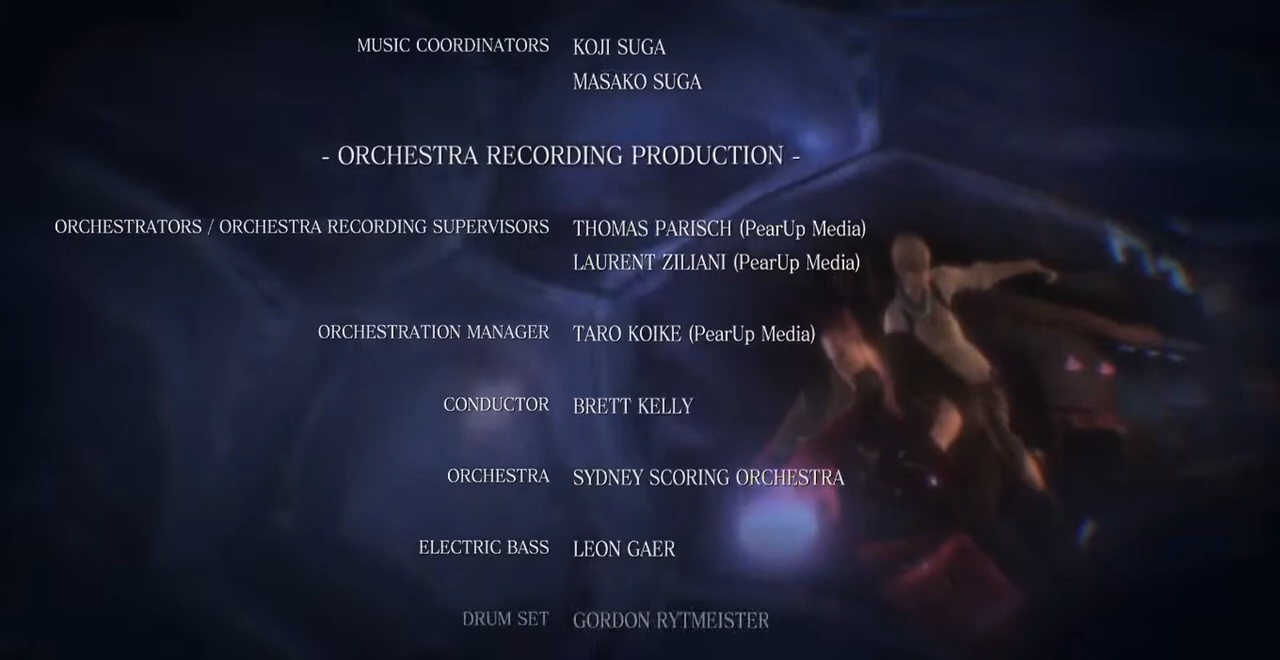 MUSIC COORDINATORS KOJI SUGA
MASAKO SUGA
- ORCHESTRA RECORDING PRODUCTION -
ORCHESTRATORS / ORCHESTRA RECORDING SUPERVISORS THOMAS PARISCH (PearUp Media)
LAURENT ZILIANI (PearUp Media)
ORCHESTRATION MANAGER TARO KOIKE (PearUp Media)
CONDUCTOR BRETT KELLY
ORCHESTRA SYDNEY SCORING ORCHESTRA
ELECTRIC BASS LEON GAER
DRUM SET GORDON RYTMEISTER